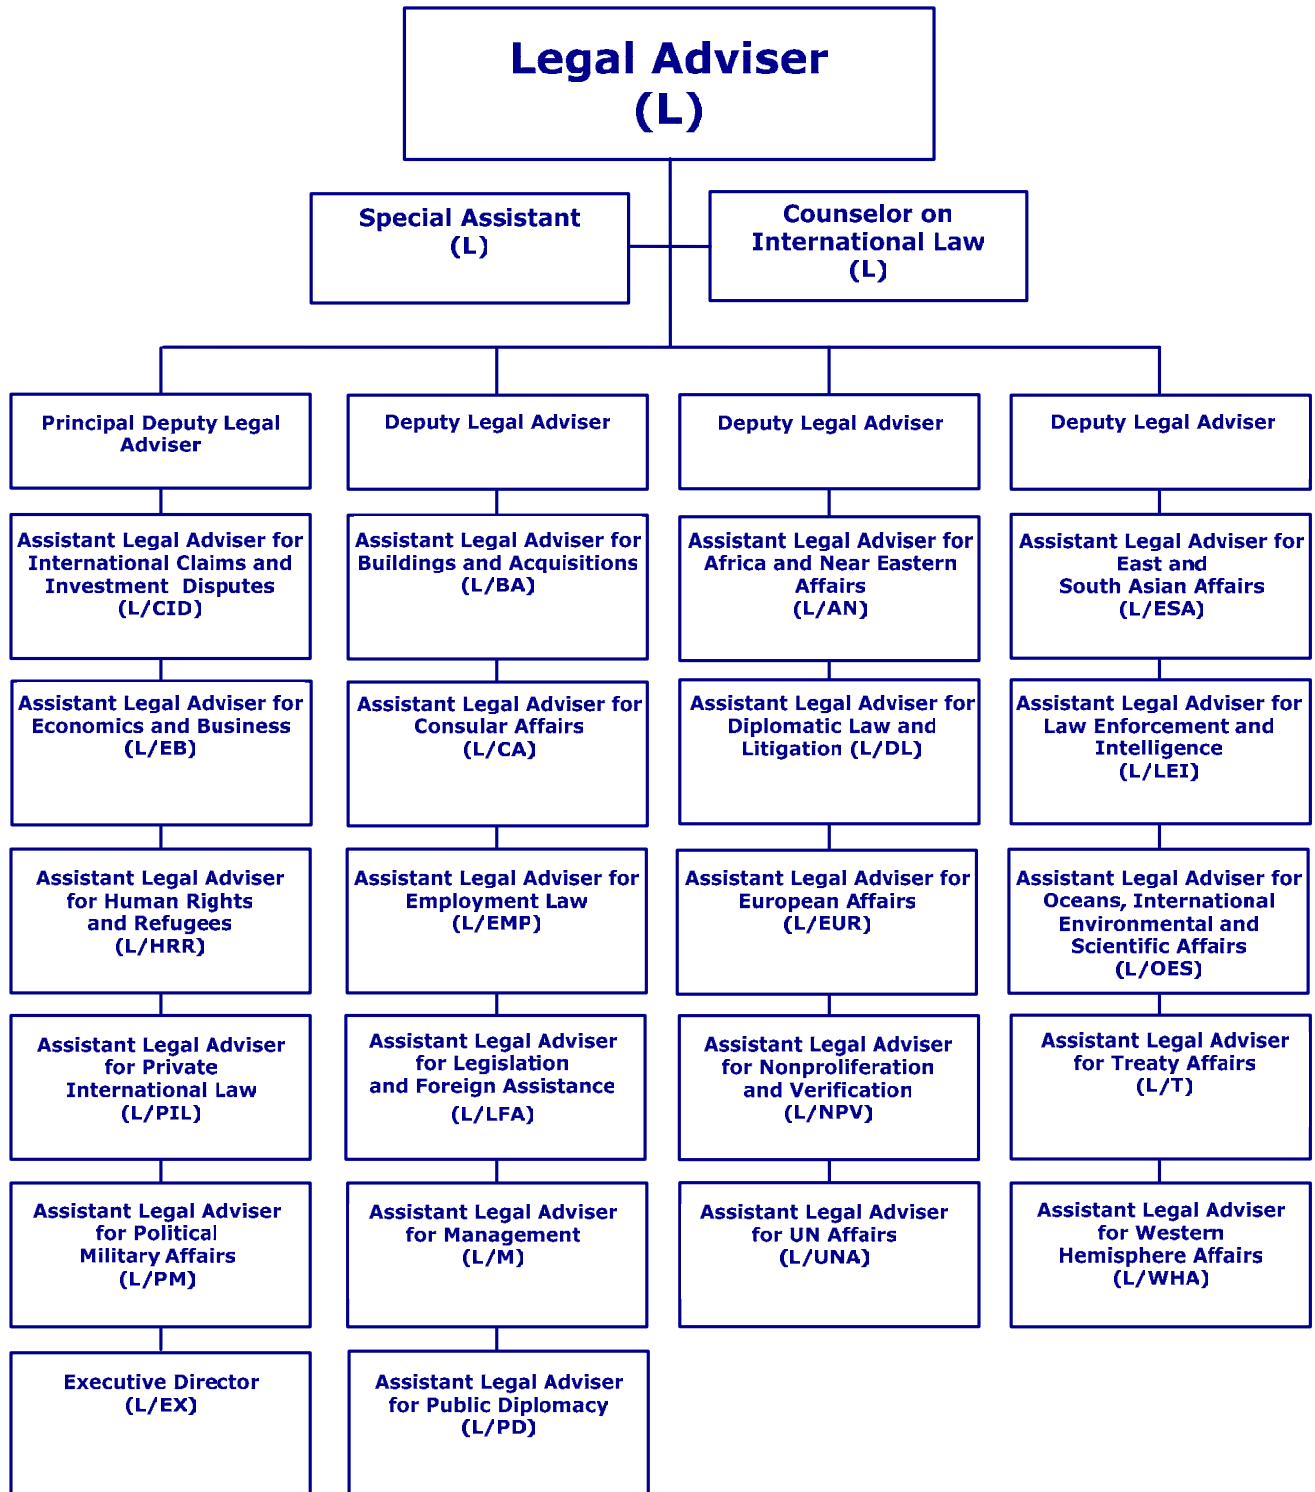 Legal Adviser
(L)
Special Assistant
(L)
Counselor on
International Law
(L)
Principal Deputy Legal
Adviser
Deputy Legal Adviser
Deputy Legal Adviser
Deputy Legal Adviser
Assistant Legal Adviser for
International Claims and
Investment Disputes
(L/CID)
Assistant Legal Adviser for
Buildings and Acquisitions
(L/BA)
Assistant Legal Adviser for
Africa and Near Eastern
Affairs
(L/AN)
Assistant Legal Adviser for
East and
South Asian Affairs
(L/ESA)
Assistant Legal Adviser for
Economics and Business
(L/EB)
Assistant Legal Adviser for
Consular Affairs
(L/CA)
Assistant Legal Adviser for
Diplomatic Law and
Litigation (L/DL)
Assistant Legal Adviser for
Law Enforcement and
Intelligence
(L/LEI)
Assistant Legal Adviser
for Human Rights
and Refugees
(L/HRR)
Assistant Legal Adviser for
Employment Law
(L/EMP)
Assistant Legal Adviser for
European Affairs
(L/EUR)
Assistant Legal Adviser for
Oceans, International
Environmental and
Scientific Affairs
(L/OES)
Assistant Legal Adviser
for Private
International Law
(L/PIL)
Assistant Legal Adviser
for Legislation
and Foreign Assistance
(L/LFA)
Assistant Legal Adviser
for Nonproliferation
and Verification
(L/NPV)
Assistant Legal Adviser
for Treaty Affairs
(L/T)
Assistant Legal Adviser
for Political
Military Affairs
(L/PM)
Assistant Legal Adviser
for Management
(L/M)
Assistant Legal Adviser
for UN Affairs
(L/UNA)
Assistant Legal Adviser
for Western
Hemisphere Affairs
(L/WHA)
Executive Director
(L/EX)
Assistant Legal Adviser
for Public Diplomacy
(L/PD)